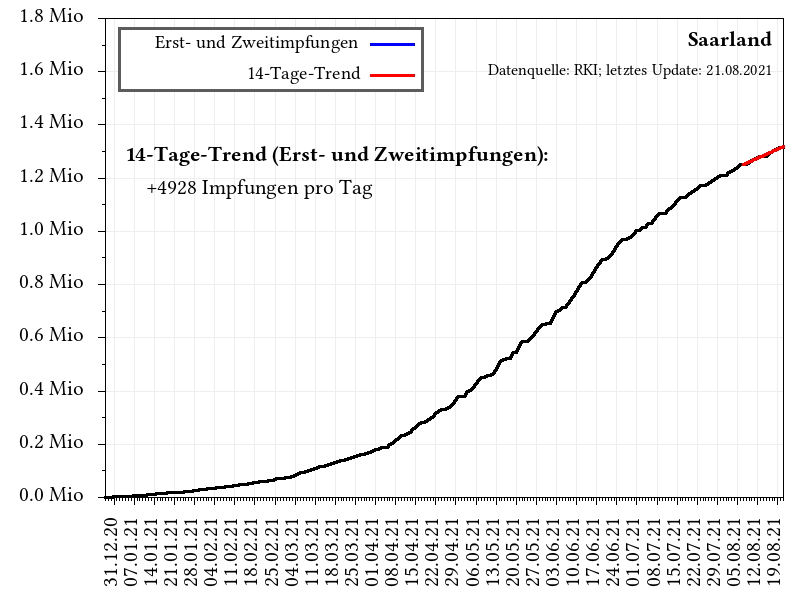 1.8 Mio
1.6 Mio
1.4 Mio
1.2 Mio
1.0 Mio
0.8 Mio
0.6 Mio
0.4 Mio
0.2 Mio
0.0 Mio
Erst- und Zweitimpfungen
14-Tage-Trend
Saarland
Datenquelle: RKI; letztes Update: 21.08.2021
14-Tage-Trend (Erst- und Zweitimpfungen):
+4928 Impfungen pro Tag
31.12.20
07.01.21
14.01.21
21.01.21
28.01.21
04.02.21
11.02.21
18.02.21
25.02.21
04.03.21
11.03.21
18.03.21
25.03.21
01.04.21
08.04.21
15.04.21
22.04.21
29.04.21
06.05.21
13.05.21
20.05.21
27.05.21
03.06.21
10.06.21
17.06.21
24.06.21
01.07.21
08.07.21
15.07.21
22.07.21
29.07.21
05.08.21
12.08.21
19.08.21